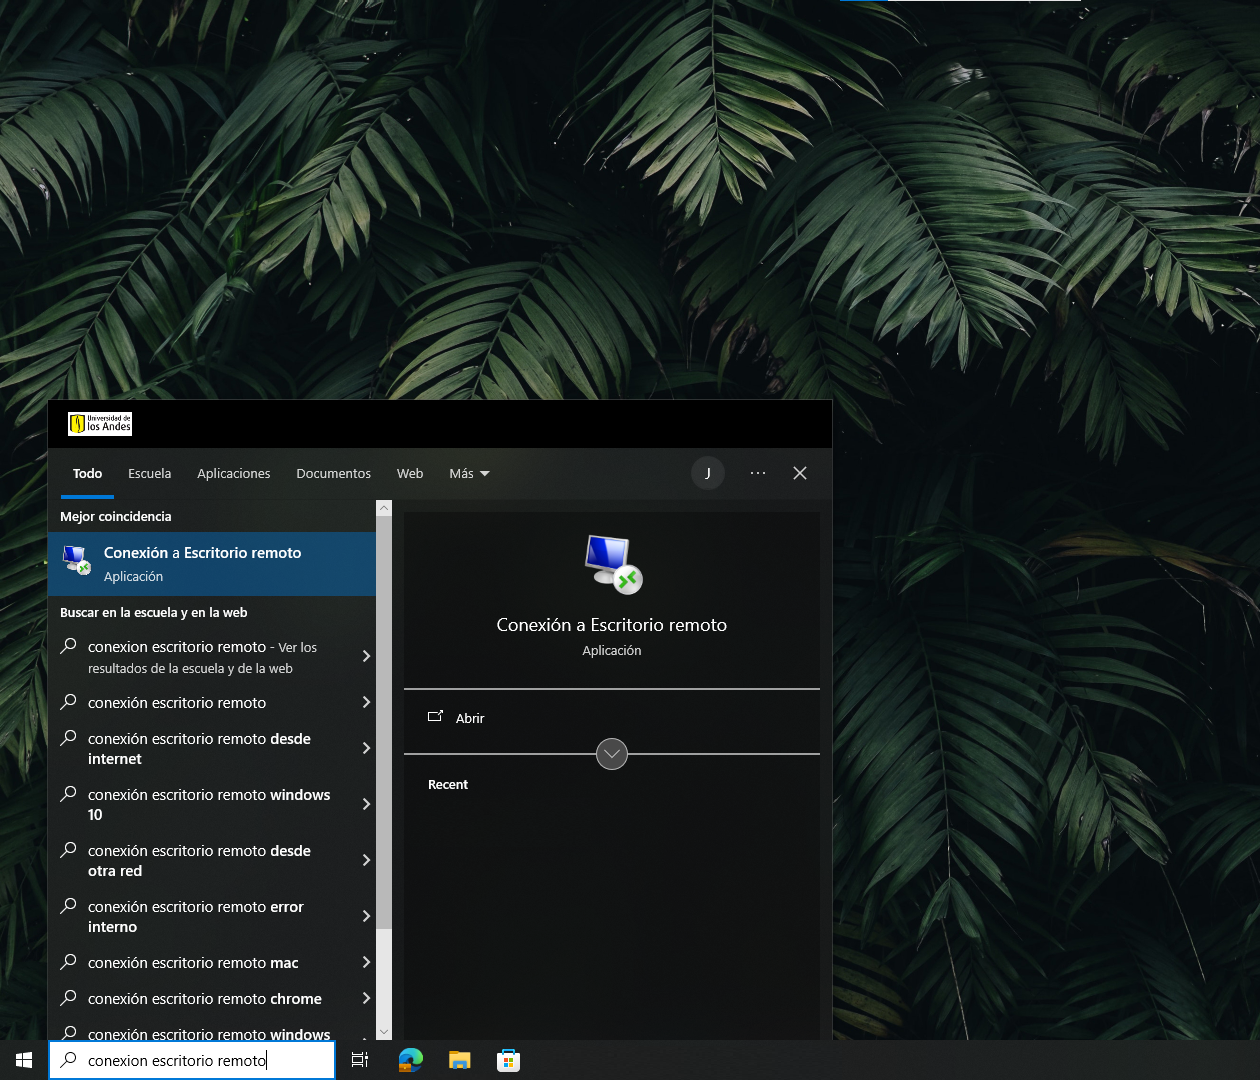 Universidad de
los Andes
Todo Escuela Aplicaciones Documentos Web Más J ...
Mejor coincidencia
Conexión a Escritorio remoto
Aplicación
Buscar en la escuela y en la web
conexion escritorio remoto - Ver los
resultados de la escuela y de la web
conexión escritorio remoto
conexión escritorio remoto desde
internet
conexión escritorio remoto windows
10
conexión escritorio remoto desde
otra red
conexión escritorio remoto error
interno
conexión escritorio remoto mac
conexión escritorio remoto chrome
conexión escritorio remoto windows
Conexión a Escritorio remoto
Aplicación
Abrir
Recent
conexion escritorio remoto